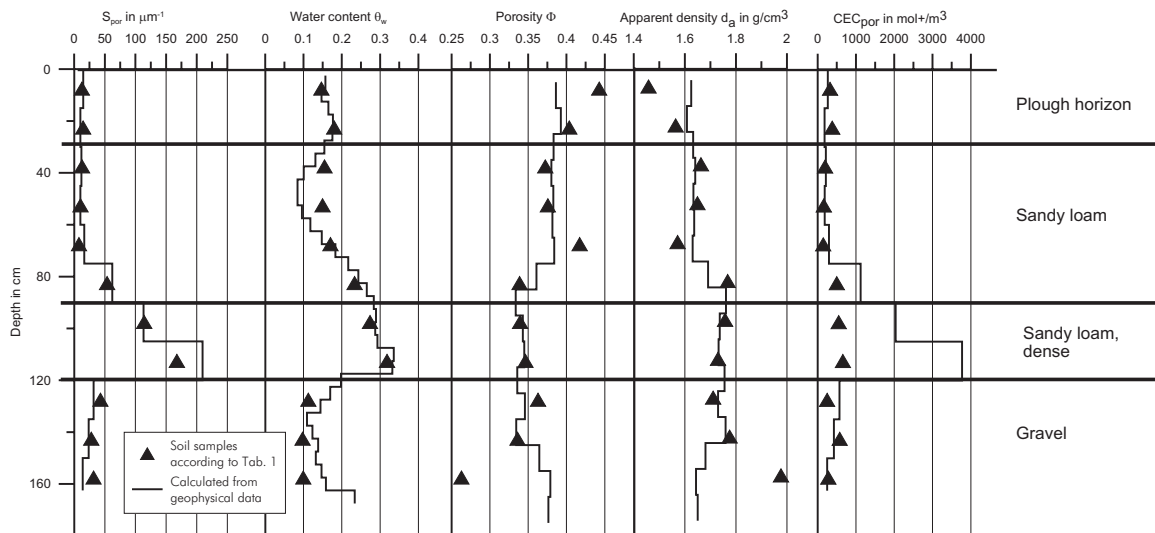 S_por in μm⁻¹ Water content θ_w Porosity Φ Apparent density d_a in g/cm³ CEC_por in mol+/m³
0 50 100 150 200 250 0 0.1 0.2 0.3 0.4 0.25 0.3 0.35 0.4 0.45 1.4 1.6 1.8 2 0 1000 2000 3000 4000
0
40
80
120
160
Depth in cm
Plough horizon
Sandy loam
Sandy loam,
dense
Gravel
Soil samples
according to Tab. 1
Calculated from
geophysical data